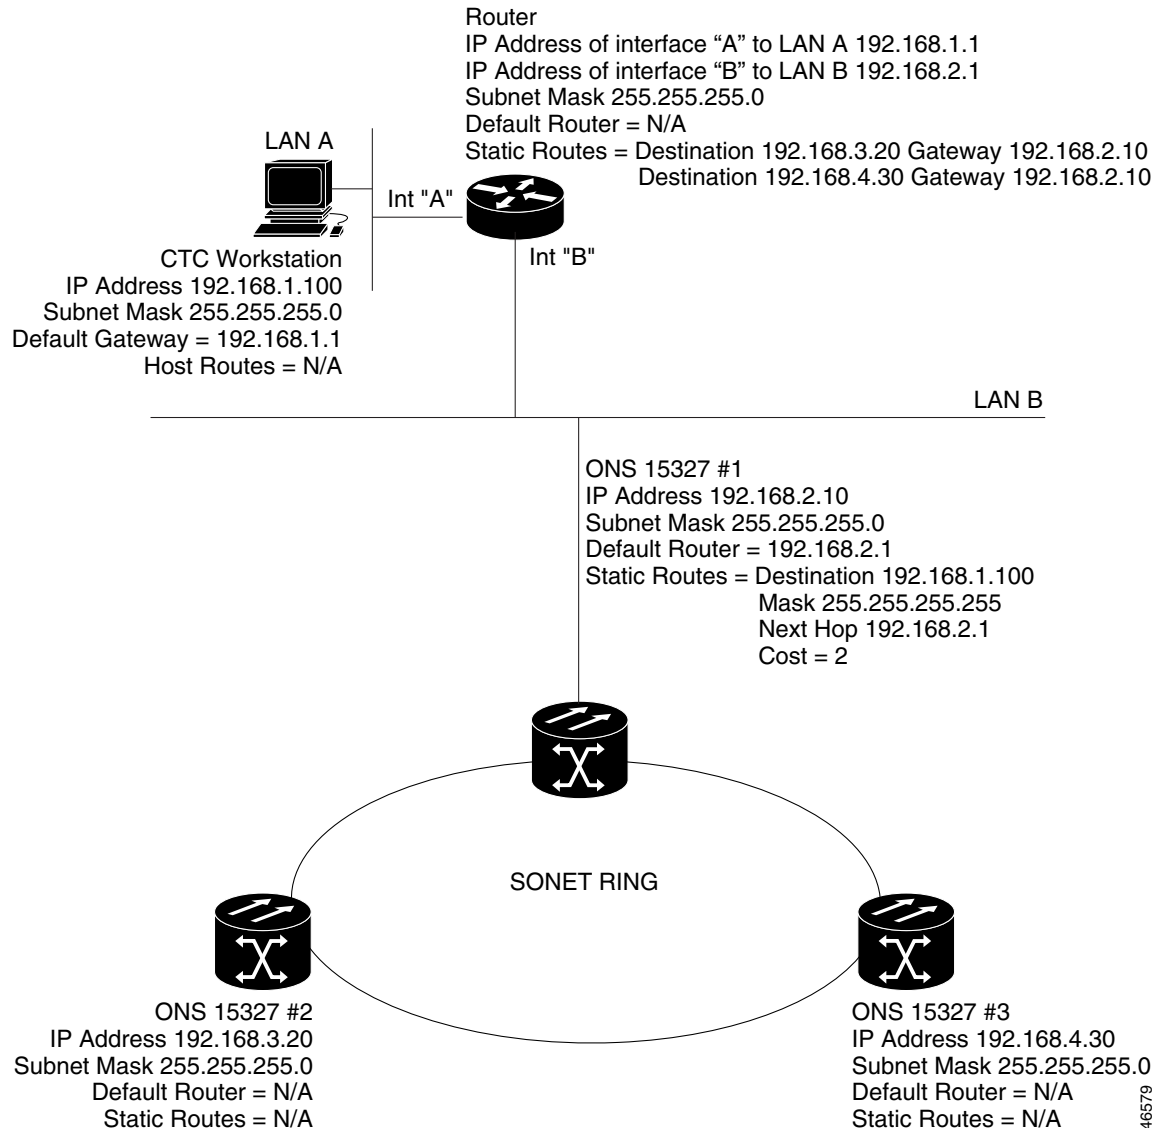 Router
IP Address of interface “A” to LAN A 192.168.1.1
IP Address of interface “B” to LAN B 192.168.2.1
Subnet Mask 255.255.255.0
Default Router = N/A
Static Routes = Destination 192.168.3.20 Gateway 192.168.2.10
Destination 192.168.4.30 Gateway 192.168.2.10
LAN A
Int "A"
Int "B"
CTC Workstation
IP Address 192.168.1.100
Subnet Mask 255.255.255.0
Default Gateway = 192.168.1.1
Host Routes = N/A
LAN B
ONS 15327 #1
IP Address 192.168.2.10
Subnet Mask 255.255.255.0
Default Router = 192.168.2.1
Static Routes = Destination 192.168.1.100
Mask 255.255.255.255
Next Hop 192.168.2.1
Cost = 2
SONET RING
ONS 15327 #2
IP Address 192.168.3.20
Subnet Mask 255.255.255.0
Default Router = N/A
Static Routes = N/A
ONS 15327 #3
IP Address 192.168.4.30
Subnet Mask 255.255.255.0
Default Router = N/A
Static Routes = N/A
46579